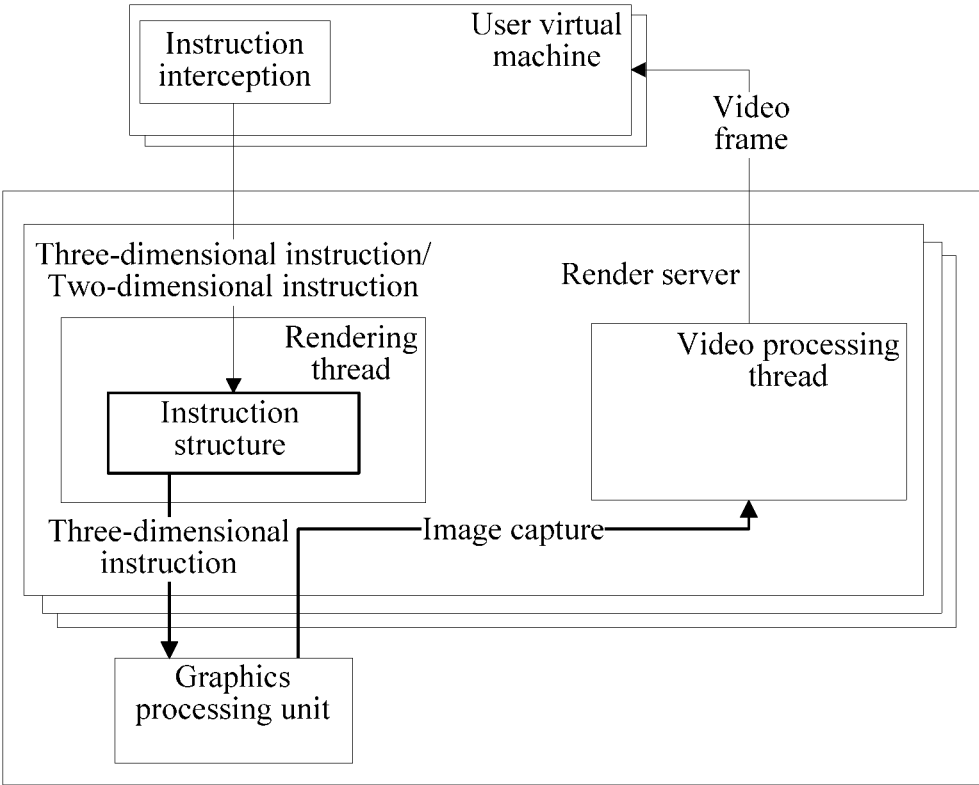 Instruction
interception
User virtual
machine
Video
frame
Three-dimensional instruction/
Two-dimensional instruction
Render server
Rendering
thread
Video processing
thread
Instruction
structure
Three-dimensional
instruction
Image capture
Graphics
processing unit